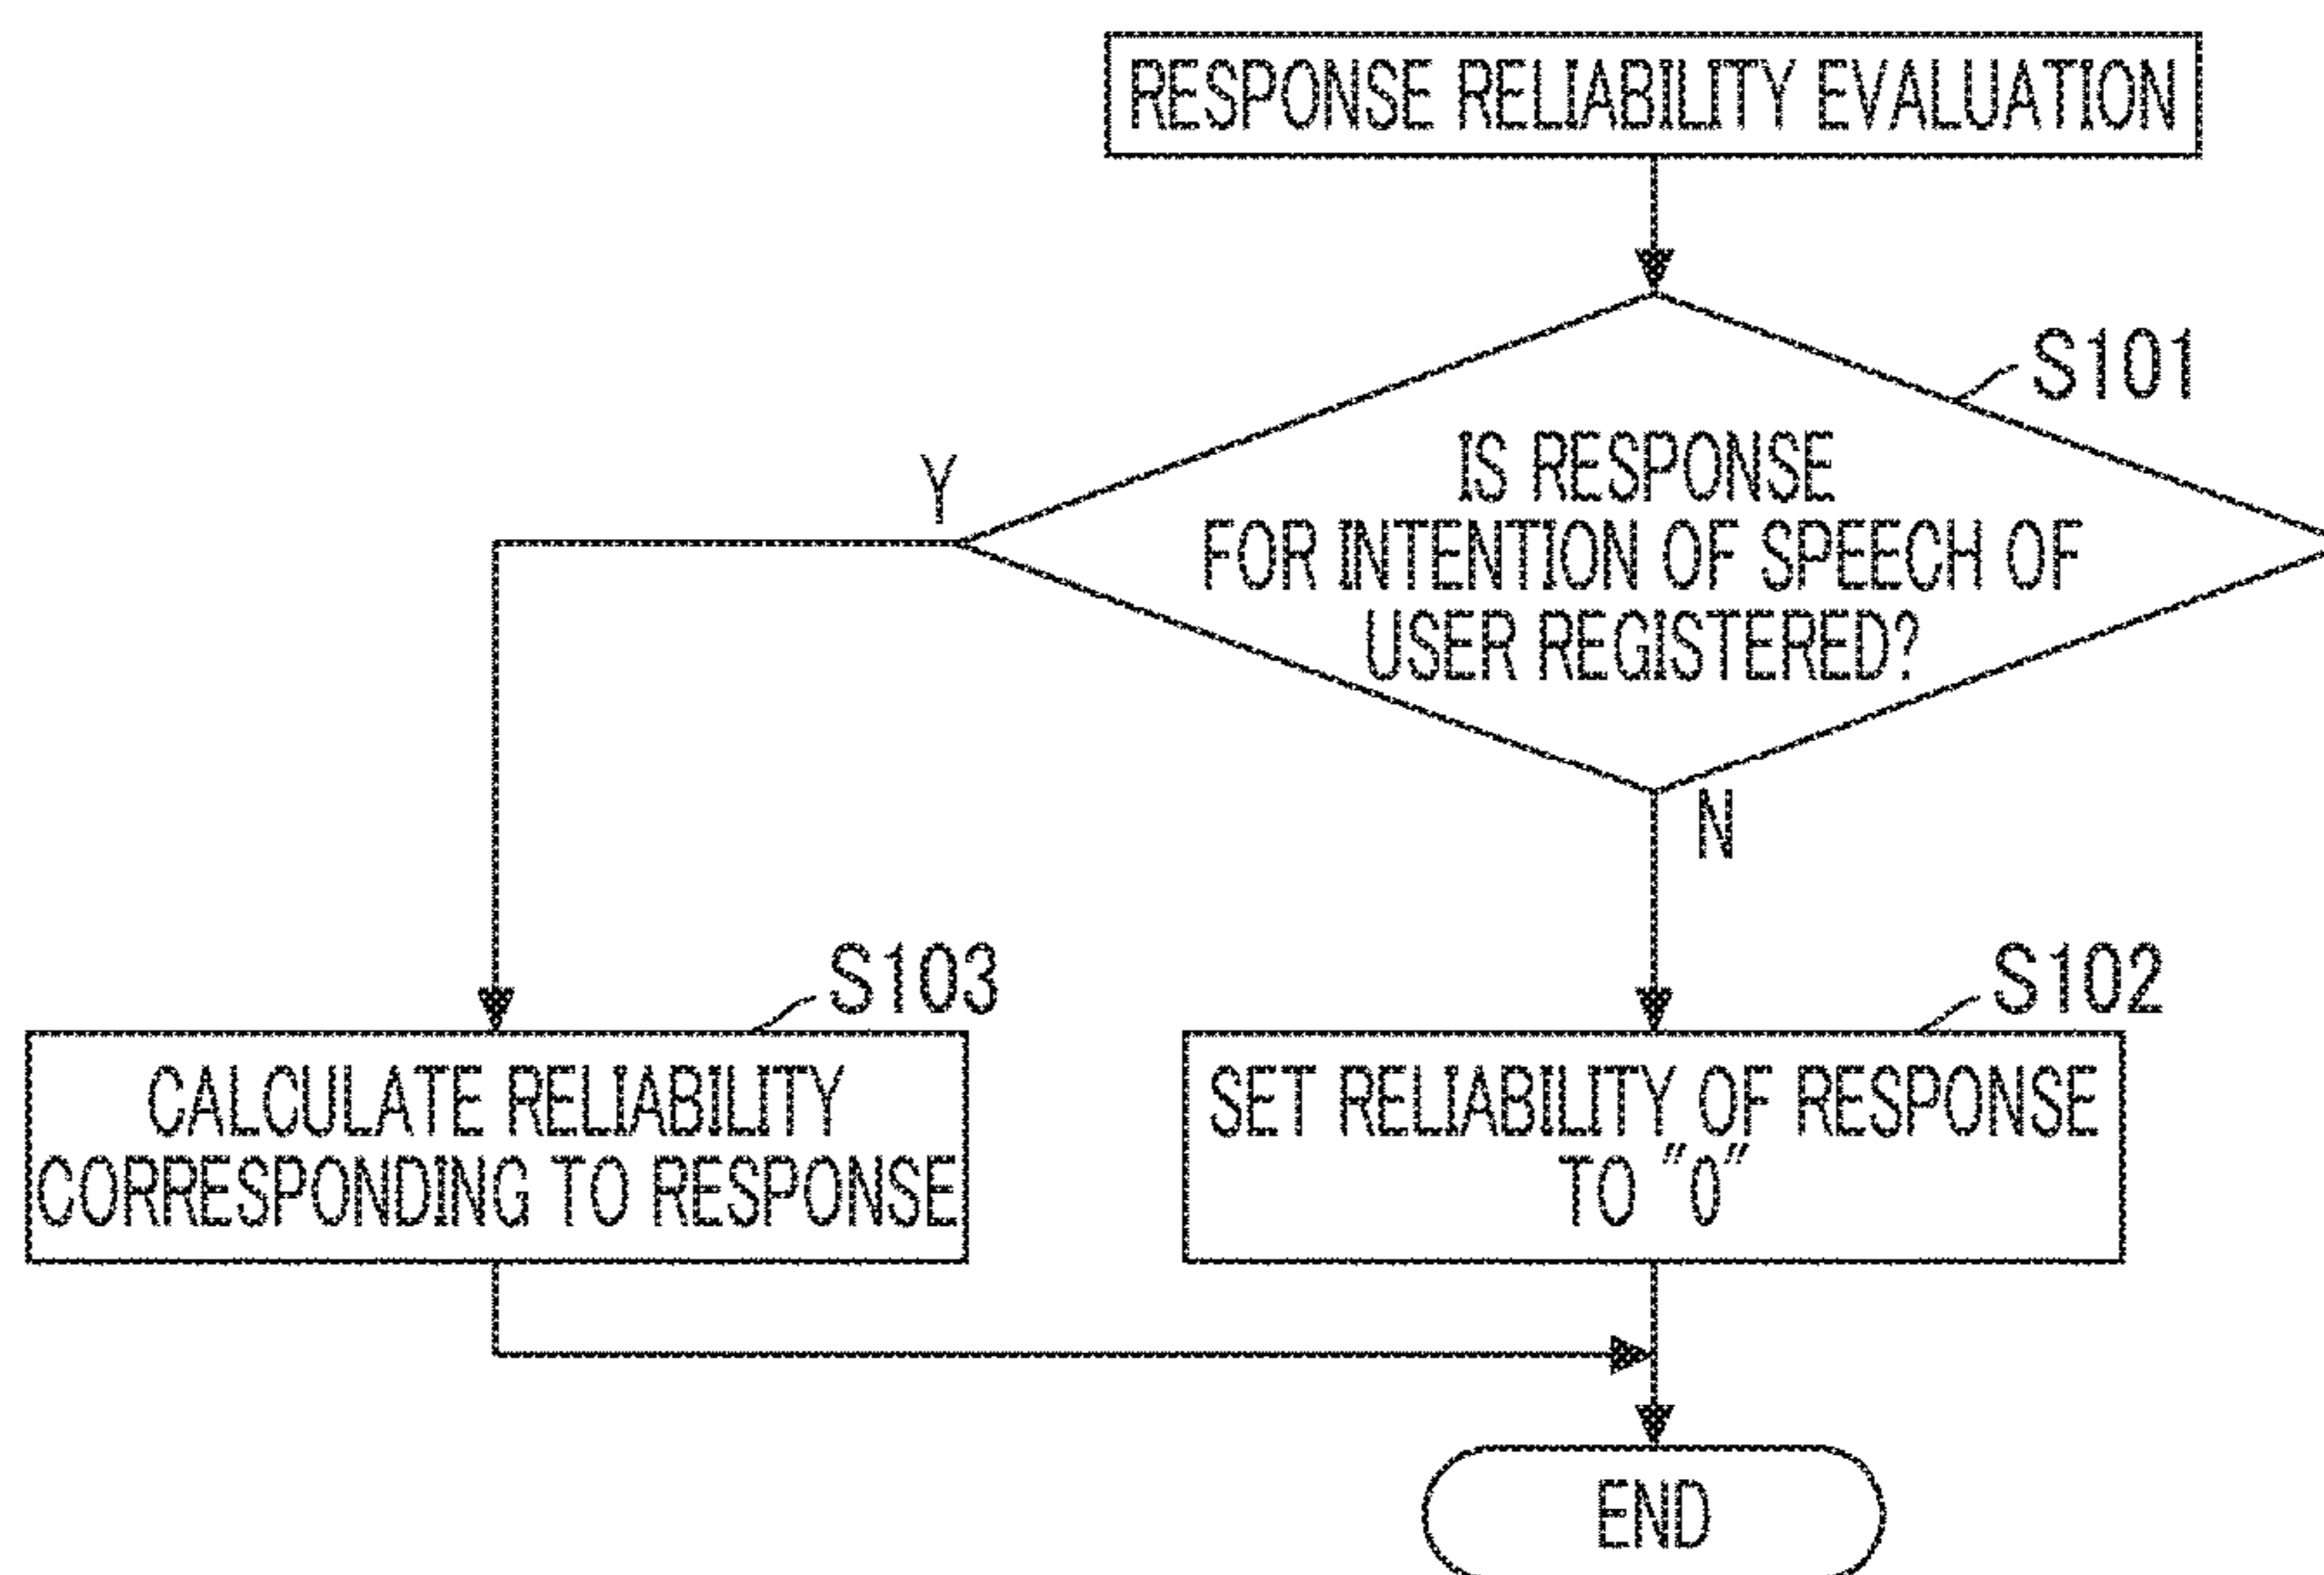 RESPONSE RELIABILITY EVALUATION
S101
IS RESPONSE
FOR INTENTION OF SPEECH OF
USER REGISTERED?
Y
N
S103
CALCULATE RELIABILITY
CORRESPONDING TO RESPONSE
S102
SET RELIABILITY OF RESPONSE
TO "0"
END